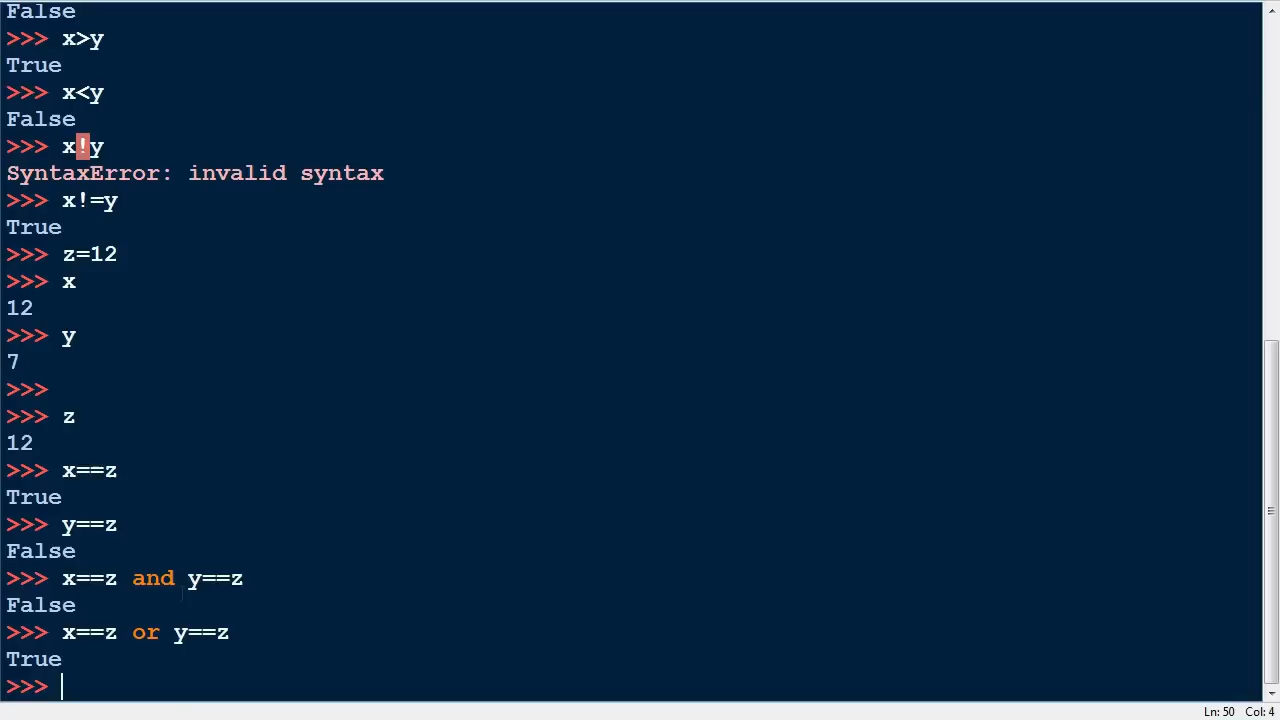 False
>>> x>y
True
>>> x<y
False
>>> x!y
SyntaxError: invalid syntax
>>> x!=y
True
>>> z=12
>>> x
12
>>> y
7
>>>
>>> z
12
>>> x==z
True
>>> y==z
False
>>> x==z and y==z
False
>>> x==z or y==z
True
>>>
Ln: 50 Col: 4